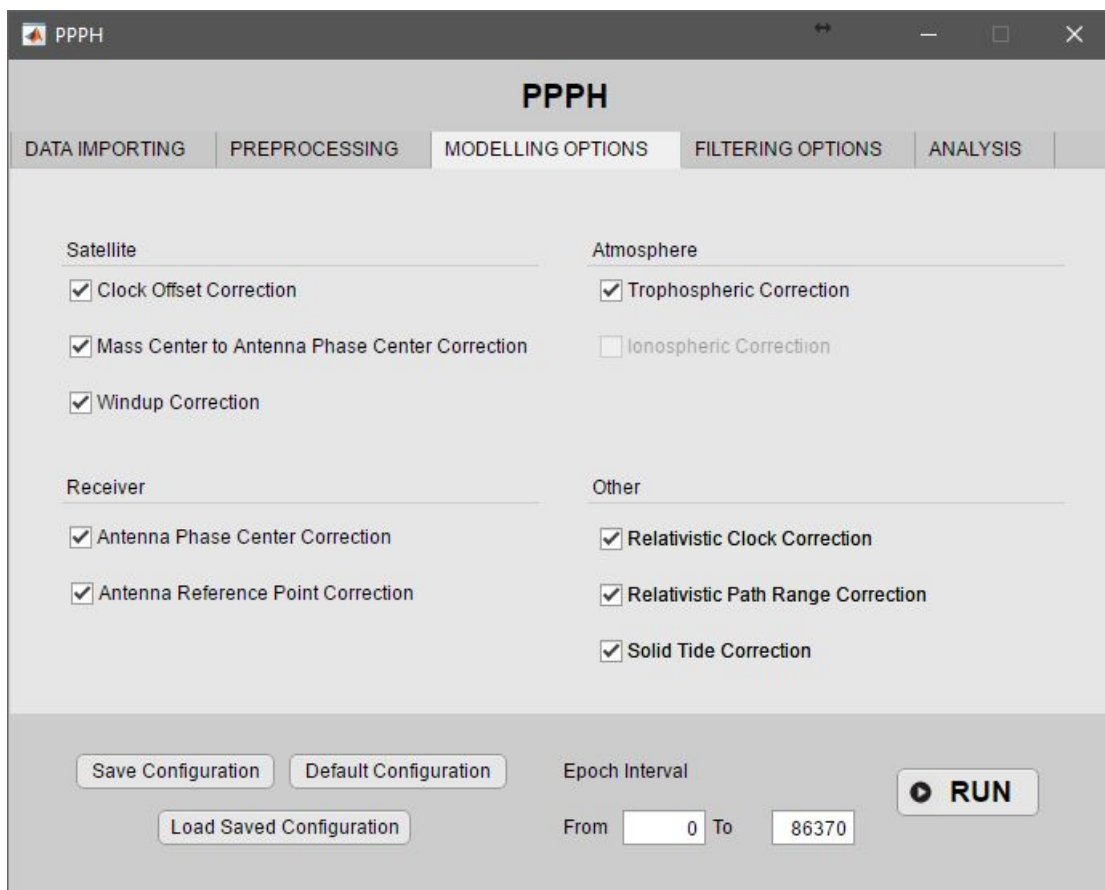 PPPH
PPPH
DATA IMPORTING PREPROCESSING MODELLING OPTIONS FILTERING OPTIONS ANALYSIS
Satellite
Clock Offset Correction
Mass Center to Antenna Phase Center Correction
Windup Correction
Atmosphere
Trophospheric Correction
Ionospheric Correctiion
Receiver
Antenna Phase Center Correction
Antenna Reference Point Correction
Other
Relativistic Clock Correction
Relativistic Path Range Correction
Solid Tide Correction
Save Configuration Default Configuration
Load Saved Configuration
Epoch Interval
From 0 To 86370
RUN